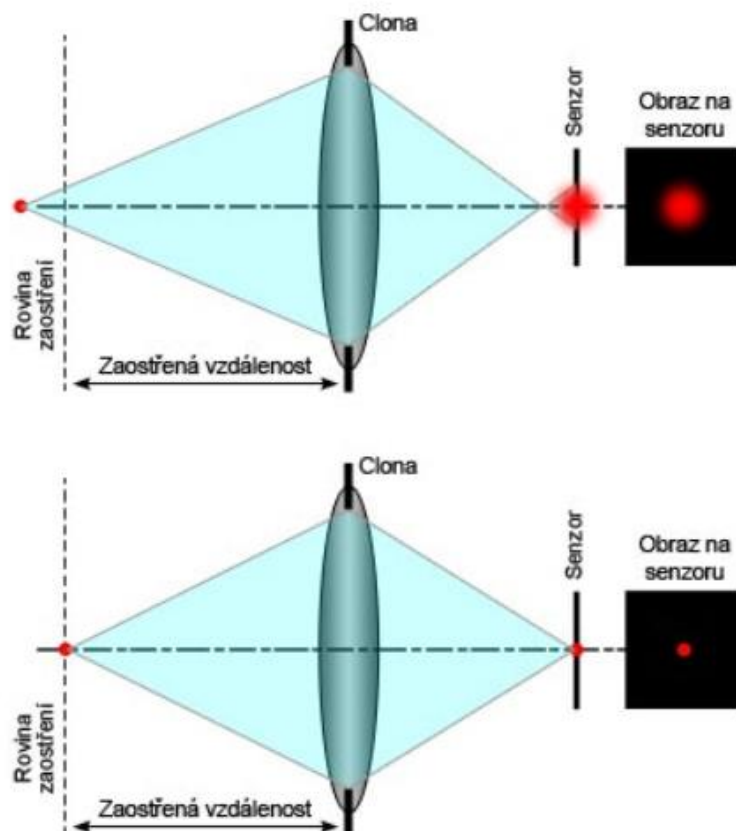 Clona
Senzor
Obraz na
senzoru
Rovina
zaostření
Zaostřená vzdálenost
Clona
Senzor
Obraz na
senzoru
Rovina
zaostření
Zaostřená vzdálenost